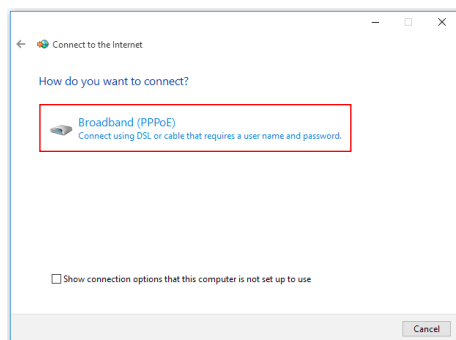 Connect to the Internet
How do you want to connect?
Broadband (PPPoE)
Connect using DSL or cable that requires a user name and password.
Show connection options that this computer is not set up to use
Cancel